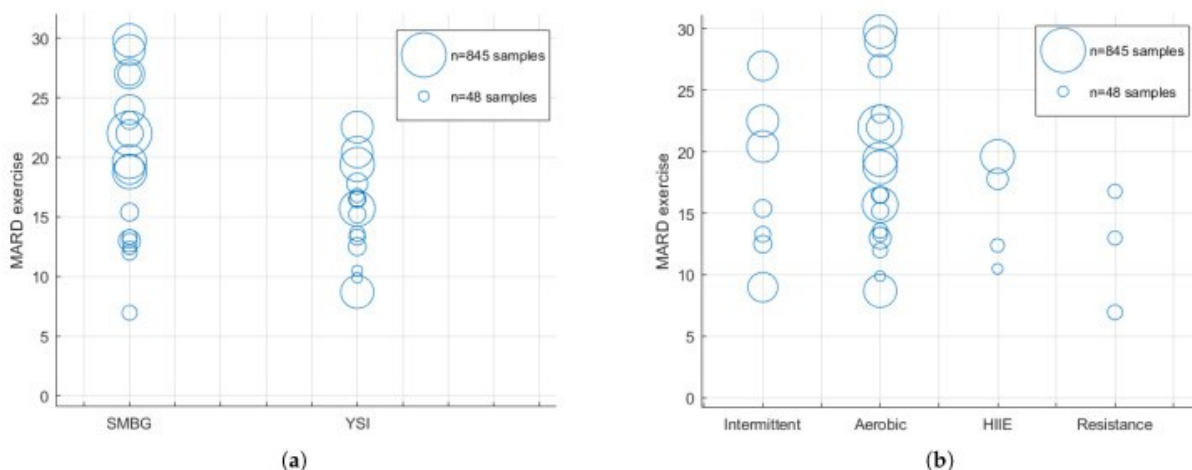 30
25
20
15
10
5
0
MARD exercise
n=845 samples
n=48 samples
SMBG
YSI
(a)
30
25
20
15
10
5
0
MARD exercise
n=845 samples
n=48 samples
Intermittent
Aerobic
HIIE
Resistance
(b)